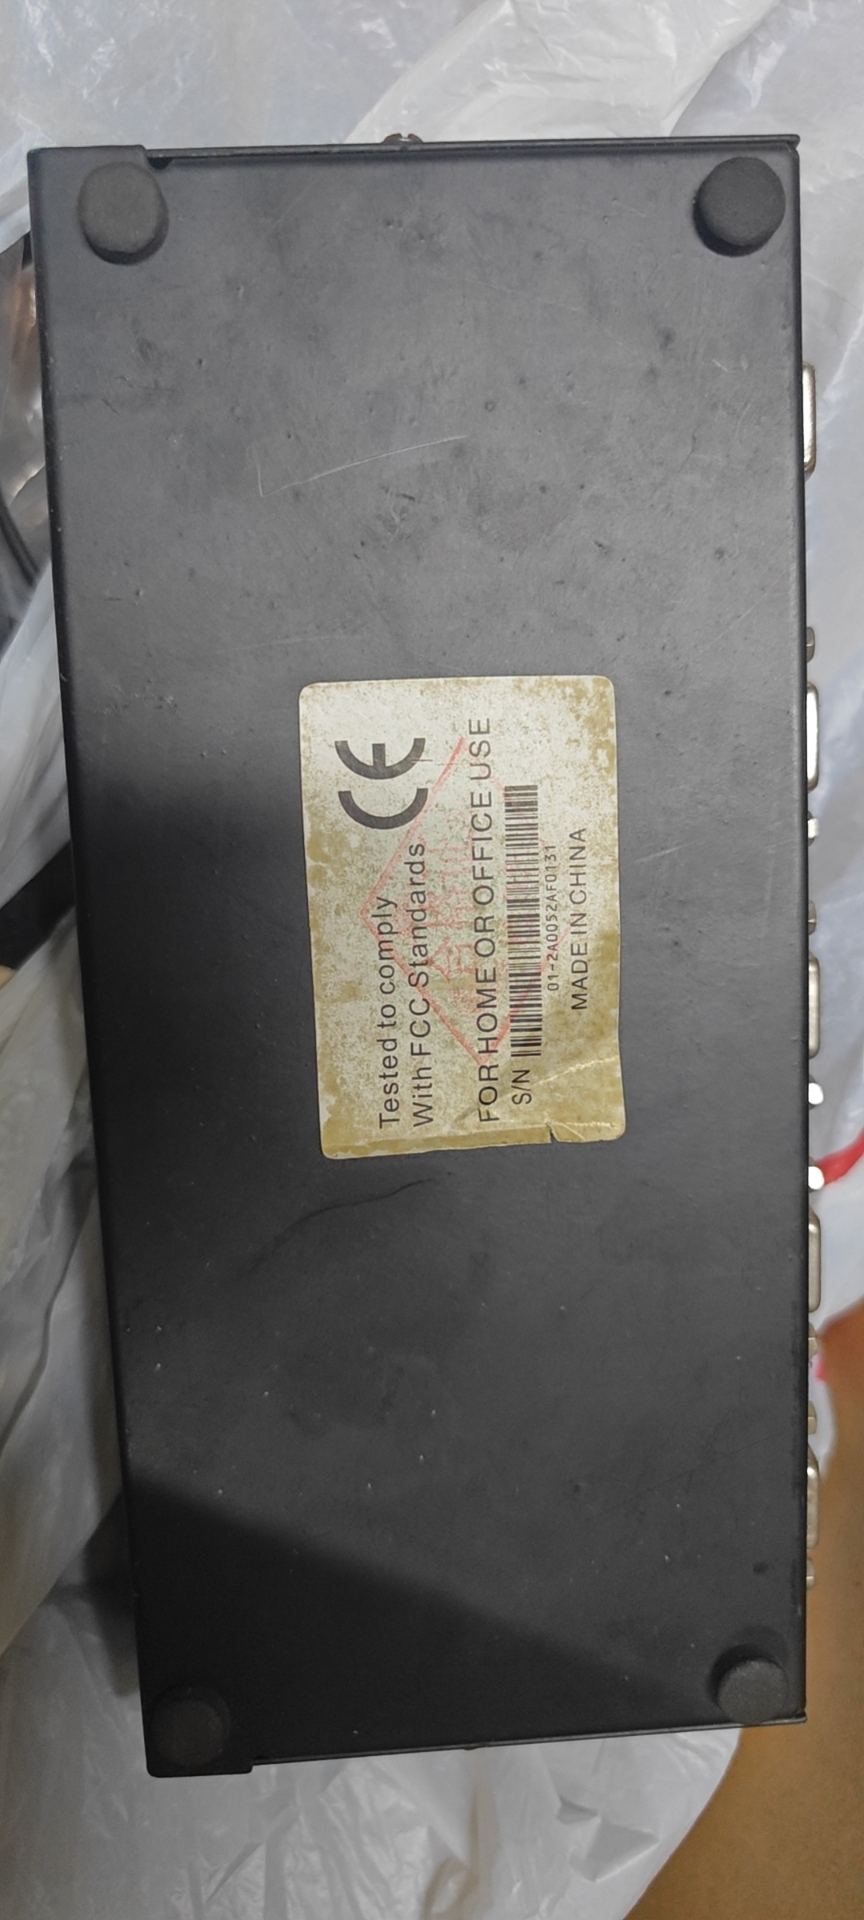 Tested to comply
With FCC Standards CE
FOR HOME OR OFFICE USE
S/N
01-2A0052AF0131
MADE IN CHINA